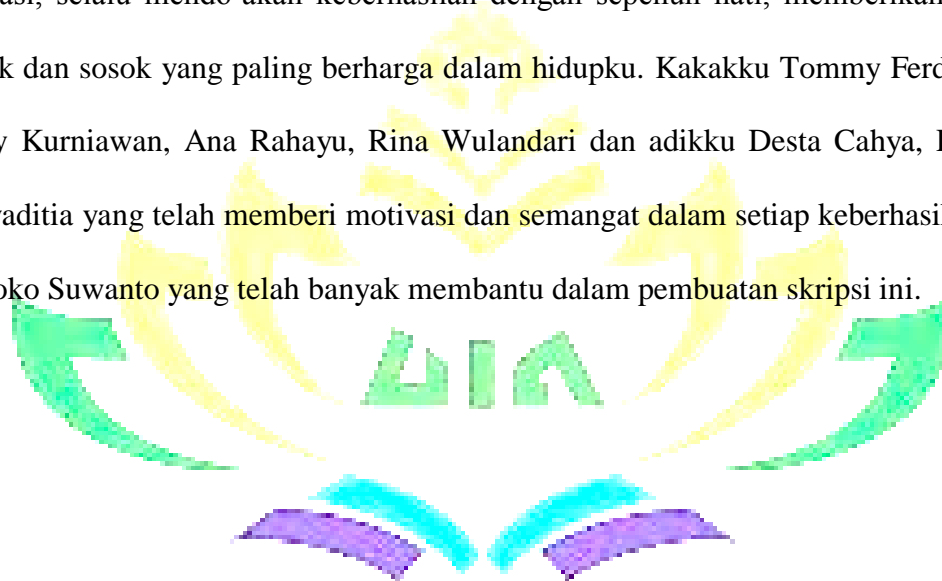 asi, selalu mendo'akan keberhasilan dengan sepenuh hati, memberikan
k dan sosok yang paling berharga dalam hidupku. Kakakku Tommy Ferd
y Kurniawan, Ana Rahayu, Rina Wulandari dan adikku Desta Cahya,
aditia yang telah memberi motivasi dan semangat dalam setiap keberhasil
oko Suwanto yang telah banyak membantu dalam pembuatan skripsi ini.
UIN